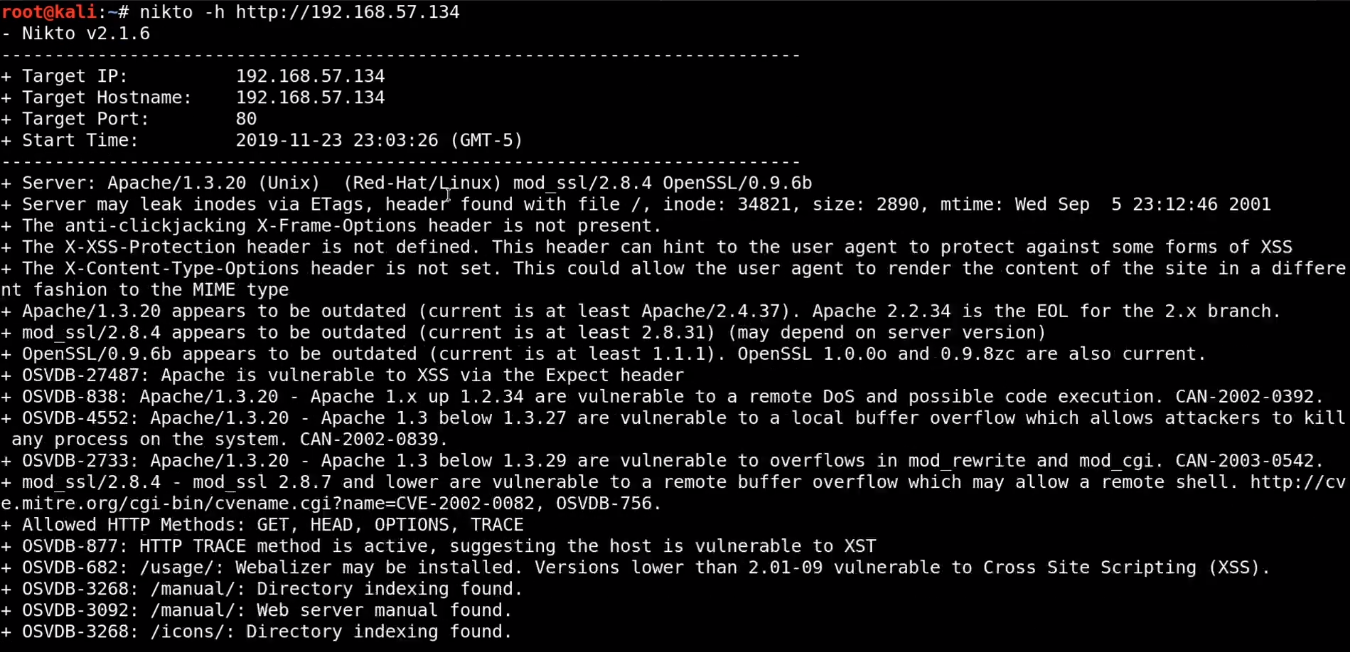 root@kali:~# nikto -h http://192.168.57.134
- Nikto v2.1.6
---------------------------------------------------------------------------
+ Target IP:          192.168.57.134
+ Target Hostname:    192.168.57.134
+ Target Port:        80
+ Start Time:         2019-11-23 23:03:26 (GMT-5)
---------------------------------------------------------------------------
+ Server: Apache/1.3.20 (Unix)  (Red-Hat/Linux) mod_ssl/2.8.4 OpenSSL/0.9.6b
+ Server may leak inodes via ETags, header found with file /, inode: 34821, size: 2890, mtime: Wed Sep  5 23:12:46 2001
+ The anti-clickjacking X-Frame-Options header is not present.
+ The X-XSS-Protection header is not defined. This header can hint to the user agent to protect against some forms of XSS
+ The X-Content-Type-Options header is not set. This could allow the user agent to render the content of the site in a differe
nt fashion to the MIME type
+ Apache/1.3.20 appears to be outdated (current is at least Apache/2.4.37). Apache 2.2.34 is the EOL for the 2.x branch.
+ mod_ssl/2.8.4 appears to be outdated (current is at least 2.8.31) (may depend on server version)
+ OpenSSL/0.9.6b appears to be outdated (current is at least 1.1.1). OpenSSL 1.0.0o and 0.9.8zc are also current.
+ OSVDB-27487: Apache is vulnerable to XSS via the Expect header
+ OSVDB-838: Apache/1.3.20 - Apache 1.x up 1.2.34 are vulnerable to a remote DoS and possible code execution. CAN-2002-0392.
+ OSVDB-4552: Apache/1.3.20 - Apache 1.3 below 1.3.27 are vulnerable to a local buffer overflow which allows attackers to kill
 any process on the system. CAN-2002-0839.
+ OSVDB-2733: Apache/1.3.20 - Apache 1.3 below 1.3.29 are vulnerable to overflows in mod_rewrite and mod_cgi. CAN-2003-0542.
+ mod_ssl/2.8.4 - mod_ssl 2.8.7 and lower are vulnerable to a remote buffer overflow which may allow a remote shell. http://cv
e.mitre.org/cgi-bin/cvename.cgi?name=CVE-2002-0082, OSVDB-756.
+ Allowed HTTP Methods: GET, HEAD, OPTIONS, TRACE
+ OSVDB-877: HTTP TRACE method is active, suggesting the host is vulnerable to XST
+ OSVDB-682: /usage/: Webalizer may be installed. Versions lower than 2.01-09 vulnerable to Cross Site Scripting (XSS).
+ OSVDB-3268: /manual/: Directory indexing found.
+ OSVDB-3092: /manual/: Web server manual found.
+ OSVDB-3268: /icons/: Directory indexing found.